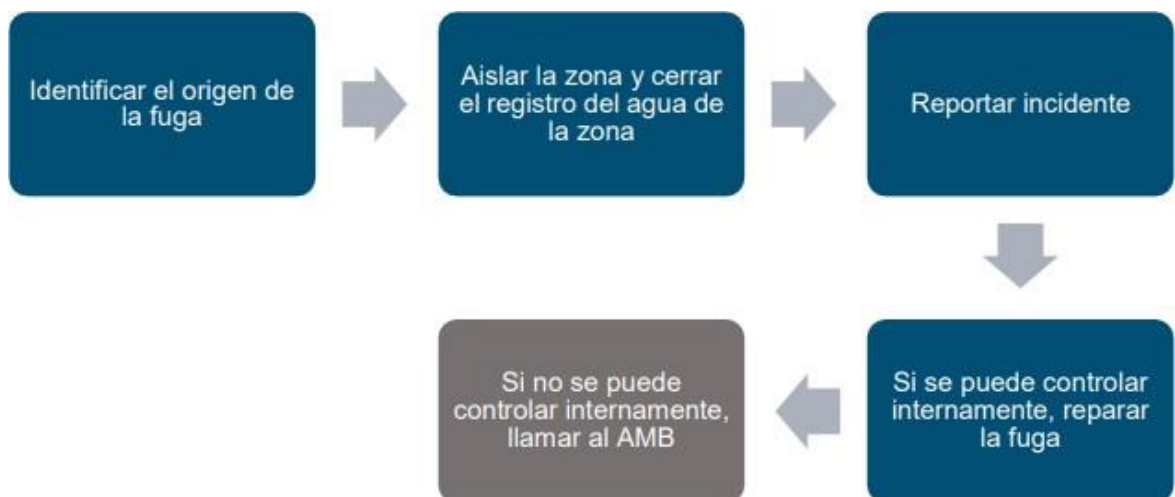 Identificar el origen de
la fuga
Aislar la zona y cerrar
el registro del agua de
la zona
Reportar incidente
Si se puede controlar
internamente, reparar
la fuga
Si no se puede
controlar internamente,
llamar al AMB